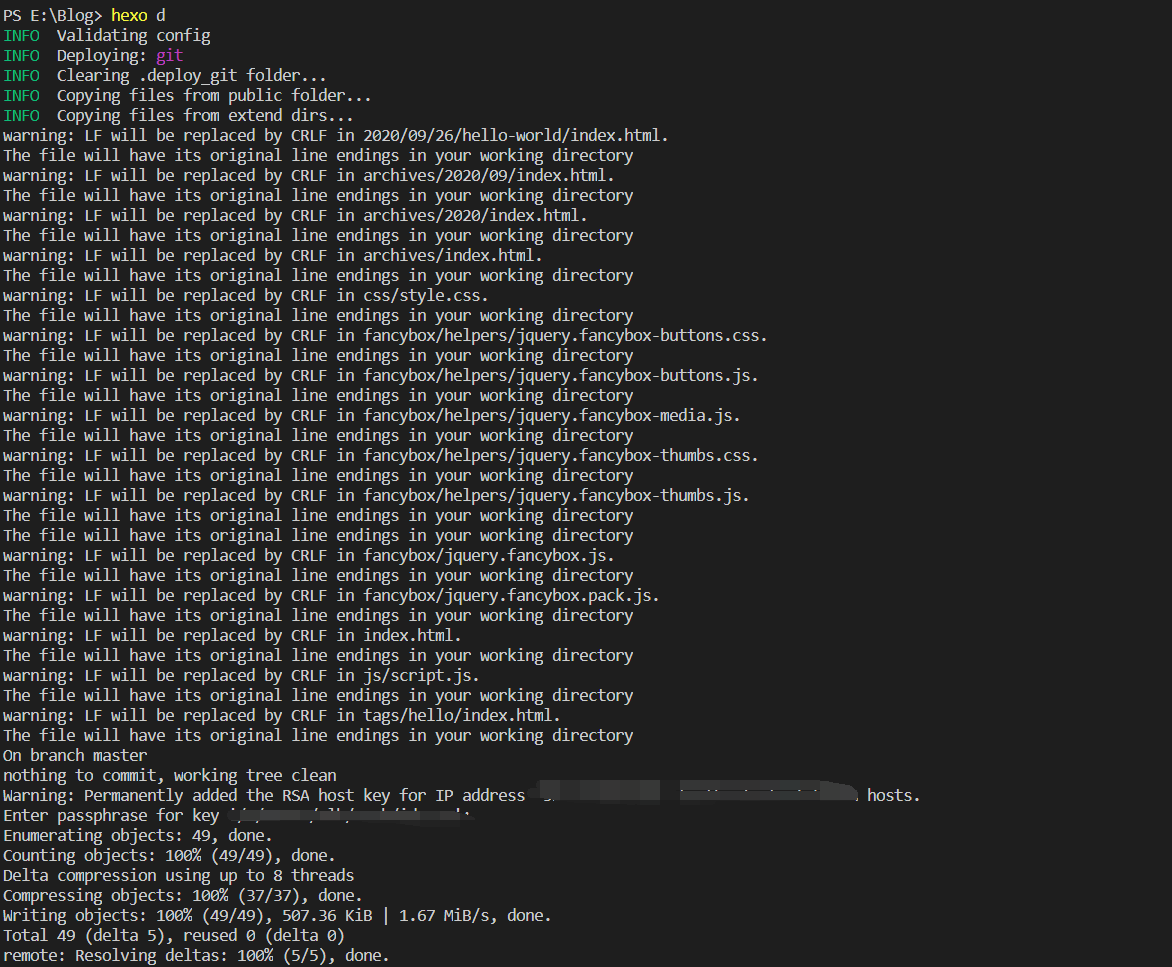 PS E:\Blog> hexo d
INFO  Validating config
INFO  Deploying: git
INFO  Clearing .deploy_git folder...
INFO  Copying files from public folder...
INFO  Copying files from extend dirs...
warning: LF will be replaced by CRLF in 2020/09/26/hello-world/index.html.
The file will have its original line endings in your working directory
warning: LF will be replaced by CRLF in archives/2020/09/index.html.
The file will have its original line endings in your working directory
warning: LF will be replaced by CRLF in archives/2020/index.html.
The file will have its original line endings in your working directory
warning: LF will be replaced by CRLF in archives/index.html.
The file will have its original line endings in your working directory
warning: LF will be replaced by CRLF in css/style.css.
The file will have its original line endings in your working directory
warning: LF will be replaced by CRLF in fancybox/helpers/jquery.fancybox-buttons.css.
The file will have its original line endings in your working directory
warning: LF will be replaced by CRLF in fancybox/helpers/jquery.fancybox-buttons.js.
The file will have its original line endings in your working directory
warning: LF will be replaced by CRLF in fancybox/helpers/jquery.fancybox-media.js.
The file will have its original line endings in your working directory
warning: LF will be replaced by CRLF in fancybox/helpers/jquery.fancybox-thumbs.css.
The file will have its original line endings in your working directory
warning: LF will be replaced by CRLF in fancybox/helpers/jquery.fancybox-thumbs.js.
The file will have its original line endings in your working directory
The file will have its original line endings in your working directory
warning: LF will be replaced by CRLF in fancybox/jquery.fancybox.js.
The file will have its original line endings in your working directory
warning: LF will be replaced by CRLF in fancybox/jquery.fancybox.pack.js.
The file will have its original line endings in your working directory
warning: LF will be replaced by CRLF in index.html.
The file will have its original line endings in your working directory
warning: LF will be replaced by CRLF in js/script.js.
The file will have its original line endings in your working directory
warning: LF will be replaced by CRLF in tags/hello/index.html.
The file will have its original line endings in your working directory
On branch master
nothing to commit, working tree clean
Warning: Permanently added the RSA host key for IP address hosts.
Enter passphrase for key
Enumerating objects: 49, done.
Counting objects: 100% (49/49), done.
Delta compression using up to 8 threads
Compressing objects: 100% (37/37), done.
Writing objects: 100% (49/49), 507.36 KiB | 1.67 MiB/s, done.
Total 49 (delta 5), reused 0 (delta 0)
remote: Resolving deltas: 100% (5/5), done.